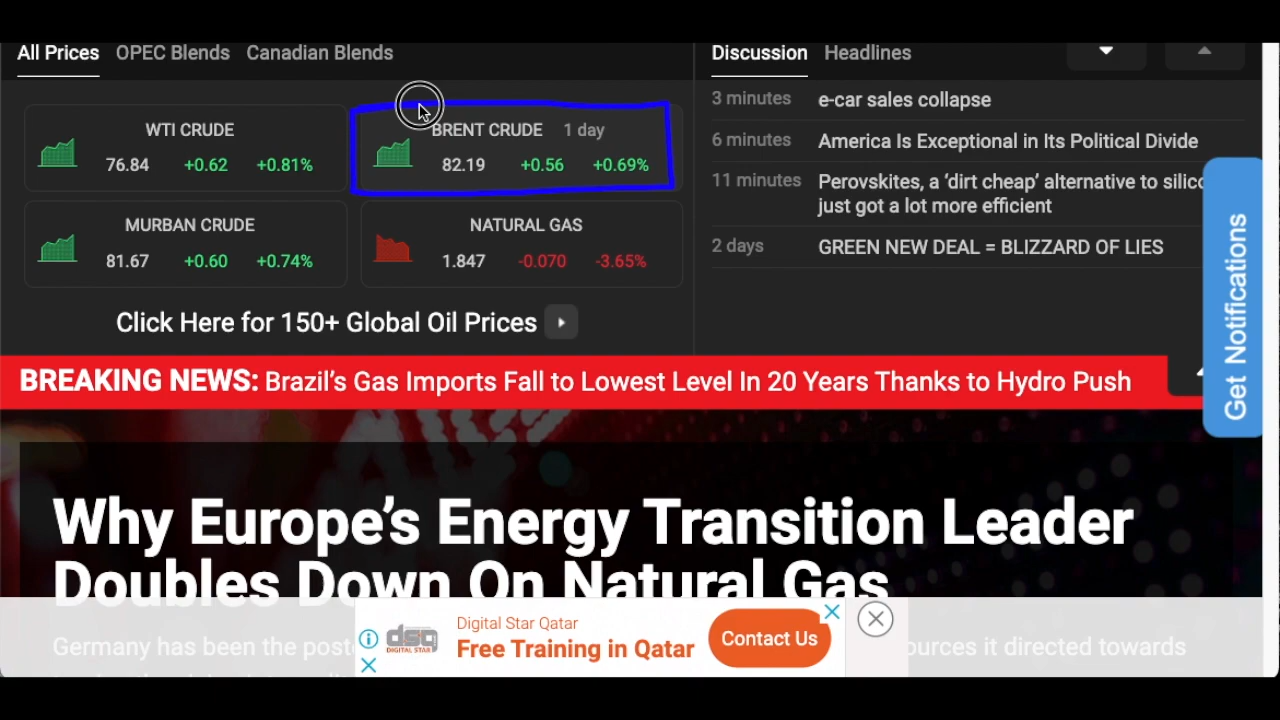 All Prices OPEC Blends Canadian Blends
WTI CRUDE
76.84 +0.62 +0.81%
BRENT CRUDE 1 day
82.19 +0.56 +0.69%
MURBAN CRUDE
81.67 +0.60 +0.74%
NATURAL GAS
1.847 -0.070 -3.65%
Click Here for 150+ Global Oil Prices
Discussion Headlines
3 minutes e-car sales collapse
6 minutes America Is Exceptional in Its Political Divide
11 minutes Perovskites, a ‘dirt cheap’ alternative to
just got a lot more efficient
2 days GREEN NEW DEAL = BLIZZARD OF LIES
Get Notifications
BREAKING NEWS: Brazil’s Gas Imports Fall to Lowest Level In 20 Years Thanks to Hydro Push
Why Europe’s Energy Transition Leader
Doubles Down On Natural Gas
Germany has been the it directed towards
Digital Star Qatar
Free Training in Qatar
Contact Us
dsq
DIGITAL STAR